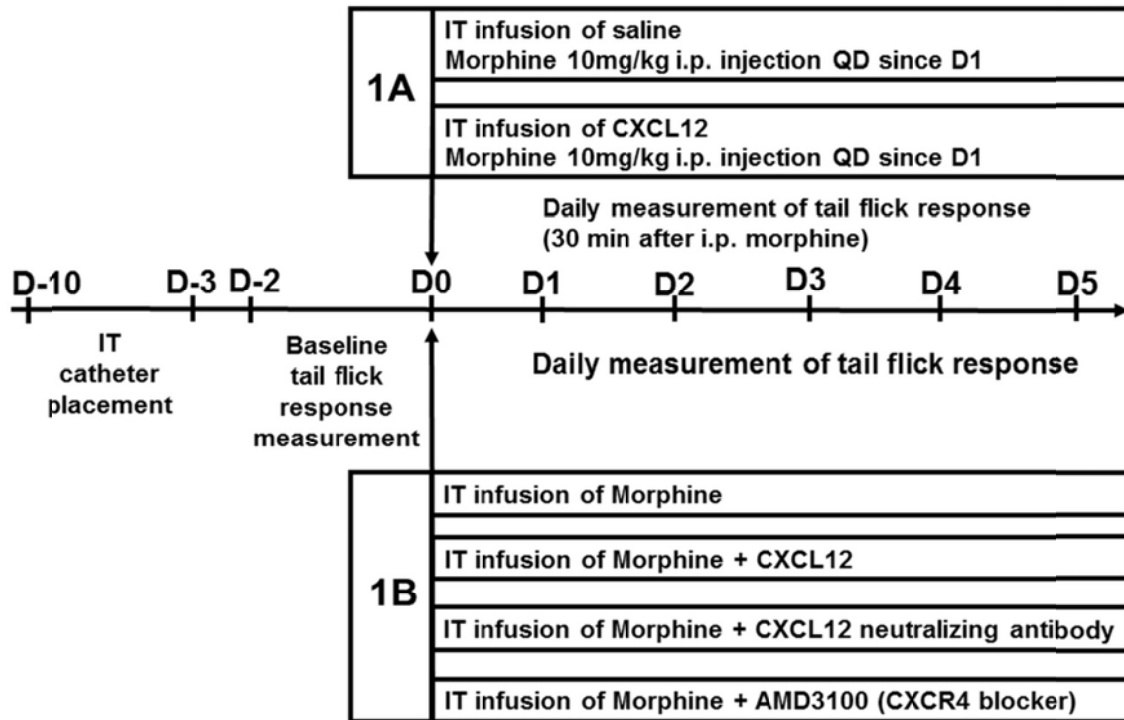 IT infusion of saline
Morphine 10mg/kg i.p. injection QD since D1
1A
IT infusion of CXCL12
Morphine 10mg/kg i.p. injection QD since D1
Daily measurement of tail flick response
(30 min after i.p. morphine)
D-10 D-3 D-2 D0 D1 D2 D3 D4 D5
IT
catheter
placement
Baseline
tail flick
response
measurement
Daily measurement of tail flick response
1B
IT infusion of Morphine
IT infusion of Morphine + CXCL12
IT infusion of Morphine + CXCL12 neutralizing antibody
IT infusion of Morphine + AMD3100 (CXCR4 blocker)